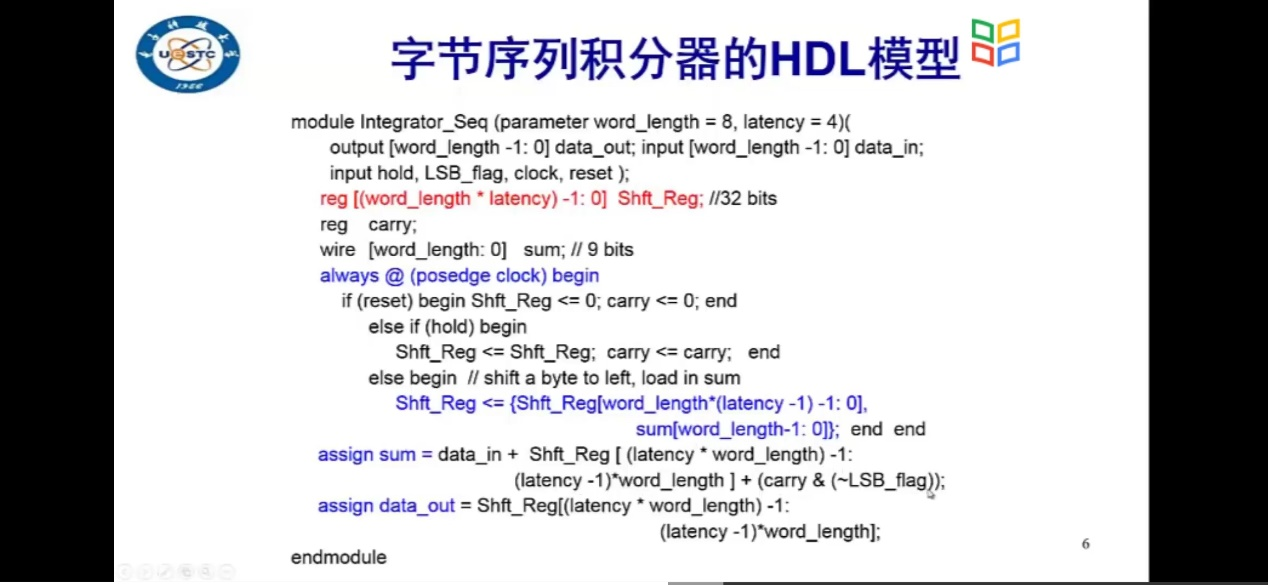 字节序列积分器的HDL模型
module Integrator_Seq (parameter word_length = 8, latency = 4)(
output [word_length -1: 0] data_out; input [word_length -1: 0] data_in;
input hold, LSB_flag, clock, reset );
reg [(word_length * latency) -1: 0] Shft_Reg; //32 bits
reg carry;
wire [word_length: 0] sum; // 9 bits
always @ (posedge clock) begin
if (reset) begin Shft_Reg <= 0; carry <= 0; end
else if (hold) begin
Shft_Reg <= Shft_Reg; carry <= carry; end
else begin // shift a byte to left, load in sum
Shft_Reg <= {Shft_Reg[word_length*(latency -1) -1: 0],
sum[word_length-1: 0]}; end end
assign sum = data_in + Shft_Reg [ (latency * word_length) -1:
(latency -1)*word_length ] + (carry & (~LSB_flag));
assign data_out = Shft_Reg[(latency * word_length) -1:
(latency -1)*word_length];
endmodule
6
UESTC
1956